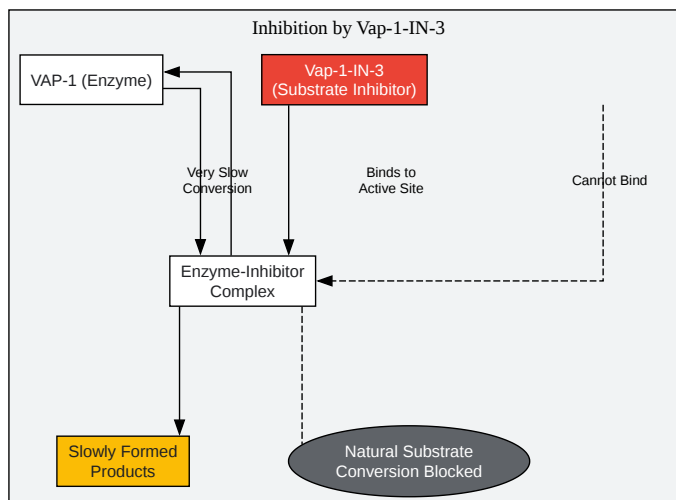 Inhibition by Vap-1-IN-3
VAP-1 (Enzyme)
Vap-1-IN-3
(Substrate Inhibitor)
Very Slow
Conversion
Binds to
Active Site
Cannot Bind
Enzyme-Inhibitor
Complex
Slowly Formed
Products
Natural Substrate
Conversion Blocked